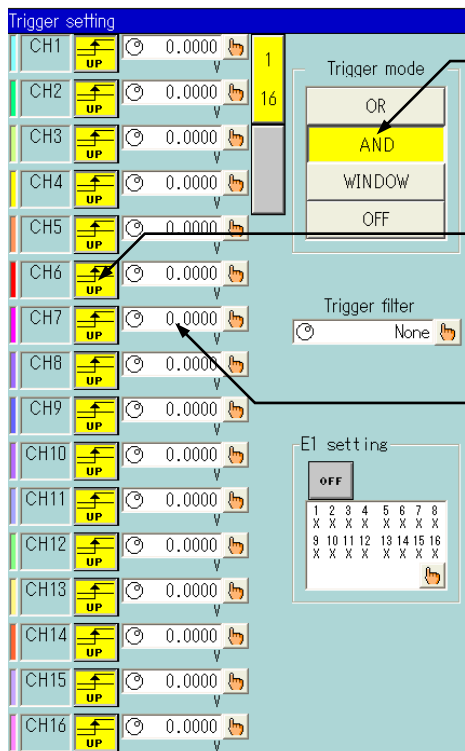 Trigger setting
CH1 UP 0.0000 V
CH2 UP 0.0000 V
CH3 UP 0.0000 V
CH4 UP 0.0000 V
CH5 UP 0.0000 V
CH6 UP 0.0000 V
CH7 UP 0.0000 V
CH8 UP 0.0000 V
CH9 UP 0.0000 V
CH10 UP 0.0000 V
CH11 UP 0.0000 V
CH12 UP 0.0000 V
CH13 UP 0.0000 V
CH14 UP 0.0000 V
CH15 UP 0.0000 V
CH16 UP 0.0000 V
1
16
Trigger mode
OR
AND
WINDOW
OFF
Trigger filter
None
E1 setting
OFF
1 2 3 4 5 6 7 8
X X X X X X X X
9 10 11 12 13 14 15 16
X X X X X X X X